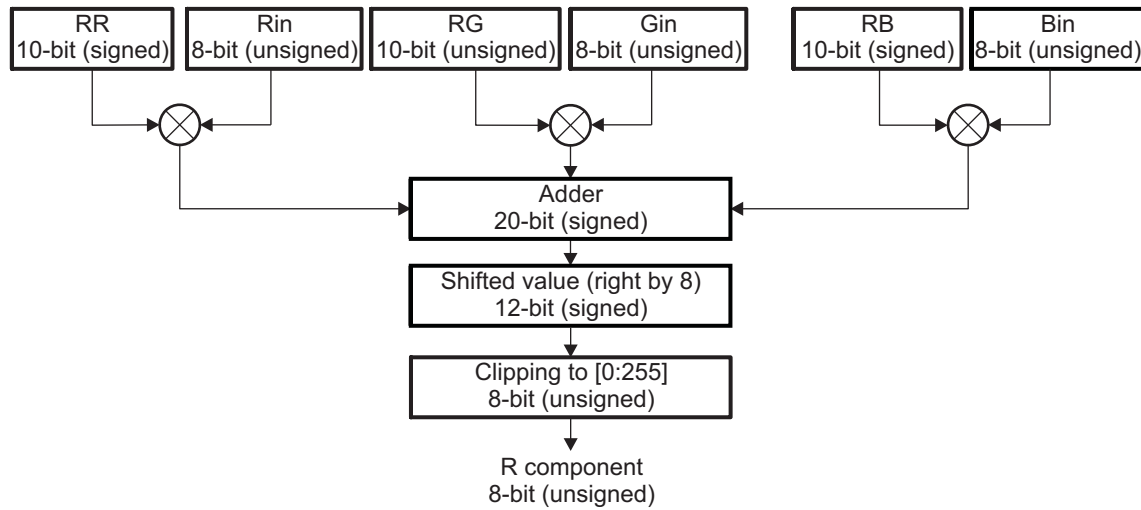 RR
10-bit (signed)
Rin
8-bit (unsigned)
RG
10-bit (unsigned)
Gin
8-bit (unsigned)
RB
10-bit (signed)
Bin
8-bit (unsigned)
Adder
20-bit (signed)
Shifted value (right by 8)
12-bit (signed)
Clipping to [0:255]
8-bit (unsigned)
R component
8-bit (unsigned)